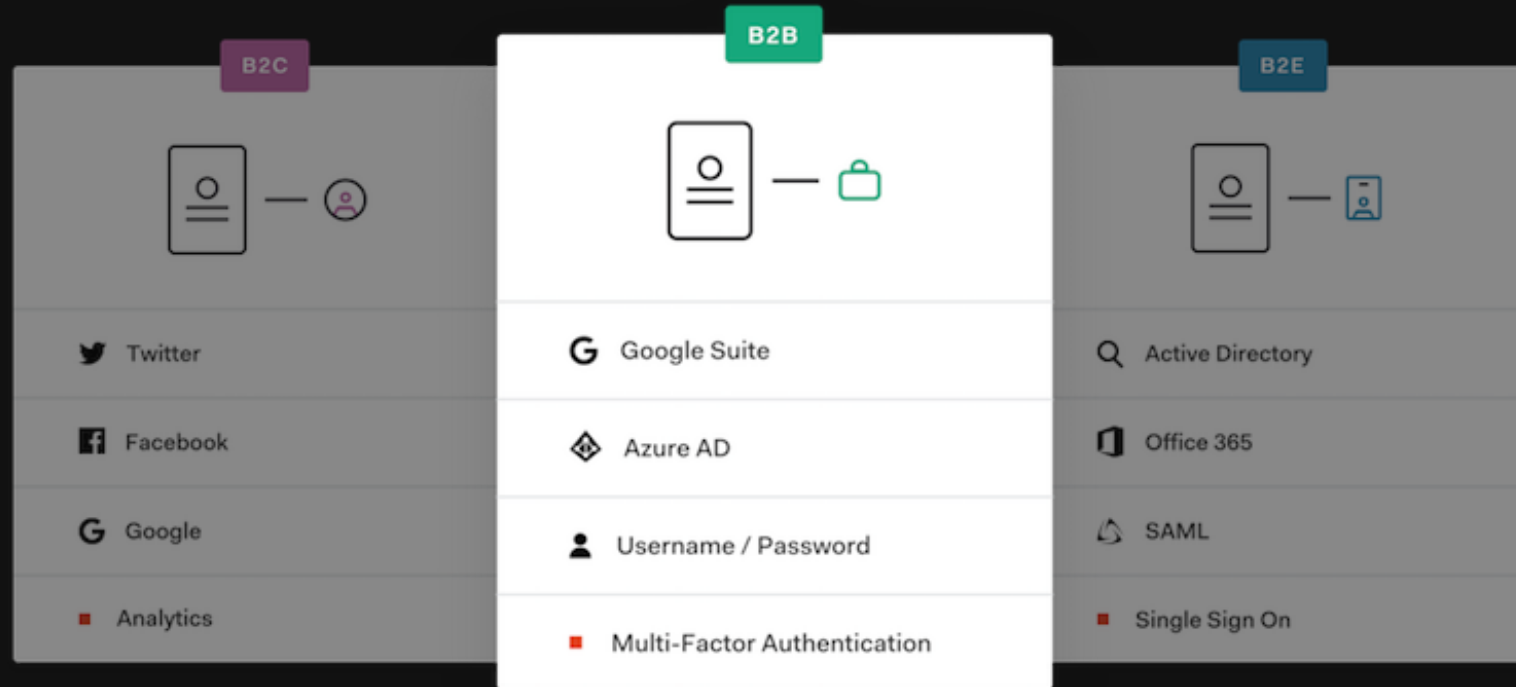 B2C
Twitter
Facebook
Google
Analytics
B2B
Google Suite
Azure AD
Username / Password
Multi-Factor Authentication
B2E
Active Directory
Office 365
SAML
Single Sign On